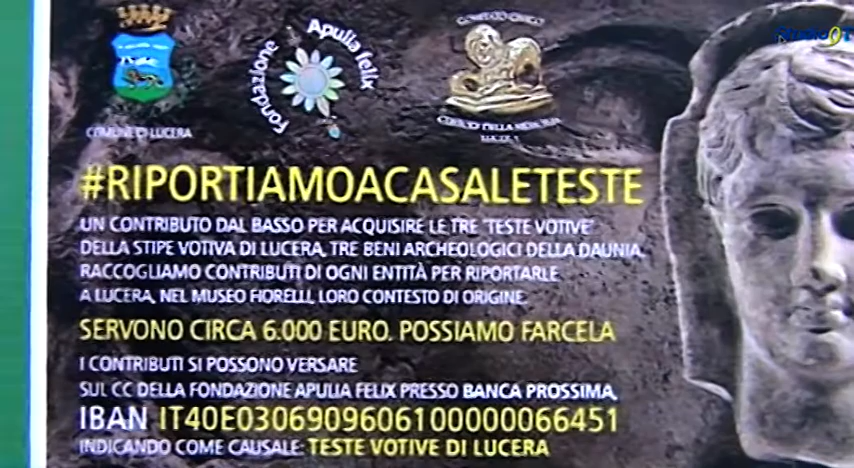 COMUNE DI LUCERA
fondazione Apulia felix
#RIPORTIAMOACASALETESTE
UN CONTRIBUTO DAL BASSO PER ACQUISIRE LE TRE "TESTE VOTIVE"
DELLA STIPE VOTIVA DI LUCERA, TRE BENI ARCHEOLOGICI DELLA DAUNIA.
RACCOGLIAMO CONTRIBUTI DI OGNI ENTITÀ PER RIPORTARLE
A LUCERA, NEL MUSEO FIORELLI, LORO CONTESTO DI ORIGINE.
SERVONO CIRCA 6.000 EURO. POSSIAMO FARCELA
I CONTRIBUTI SI POSSONO VERSARE
SUL CC DELLA FONDAZIONE APULIA FELIX PRESSO BANCA PROSSIMA,
IBAN IT40E0306909606100000066451
INDICANDO COME CAUSALE: TESTE VOTIVE DI LUCERA